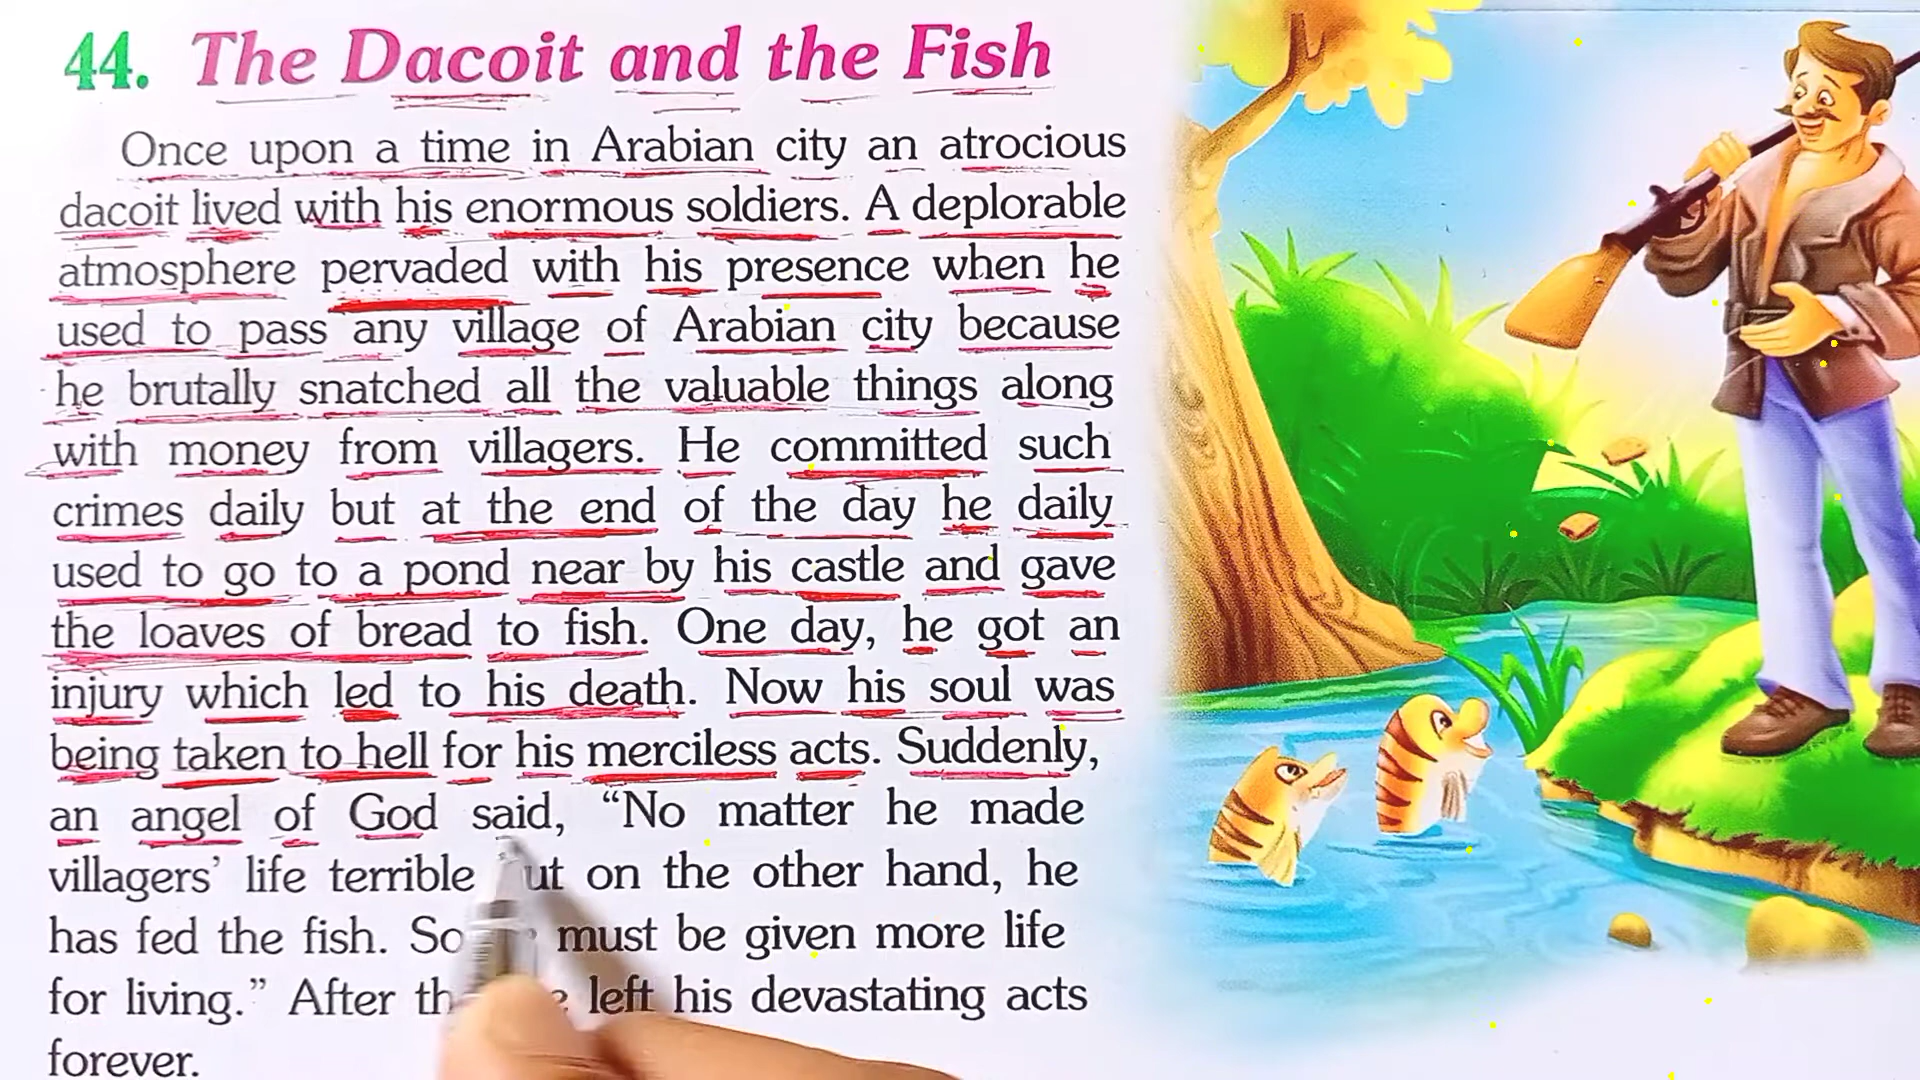 44. The Dacoit and the Fish
Once upon a time in Arabian city an atrocious
dacoit lived with his enormous soldiers. A deplorable
atmosphere pervaded with his presence when he
used to pass any village of Arabian city because
he brutally snatched all the valuable things along
with money from villagers. He committed such
crimes daily but at the end of the day he daily
used to go to a pond near by his castle and gave
the loaves of bread to fish. One day, he got an
injury which led to his death. Now his soul was
being taken to hell for his merciless acts. Suddenly,
an angel of God said, “No matter he made
villagers’ life terrible on the other hand, he
has fed the fish. So must be given more life
for living.” After left his devastating acts
forever.